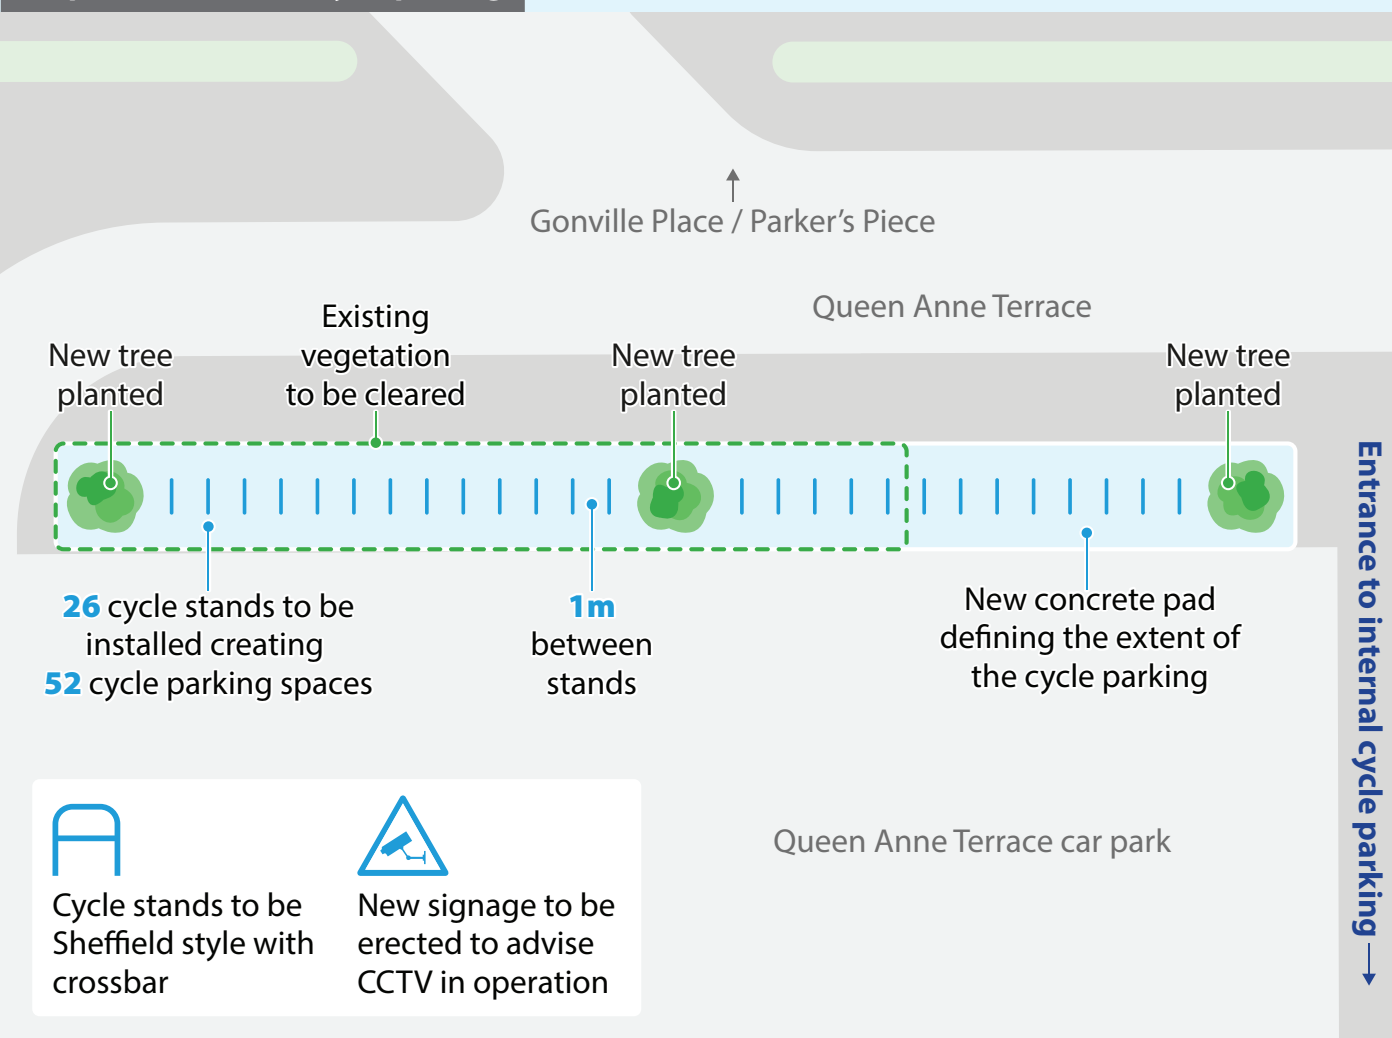 Gonville Place / Parker's Piece
Queen Anne Terrace
Existing
vegetation
to be cleared
New tree
planted
New tree
planted
New tree
planted
26 cycle stands to be
installed creating
52 cycle parking spaces
1m
between
stands
New concrete pad
defining the extent of
the cycle parking
Entrance to internal cycle parking
Queen Anne Terrace car park
Cycle stands to be
Sheffield style with
crossbar
New signage to be
erected to advise
CCTV in operation